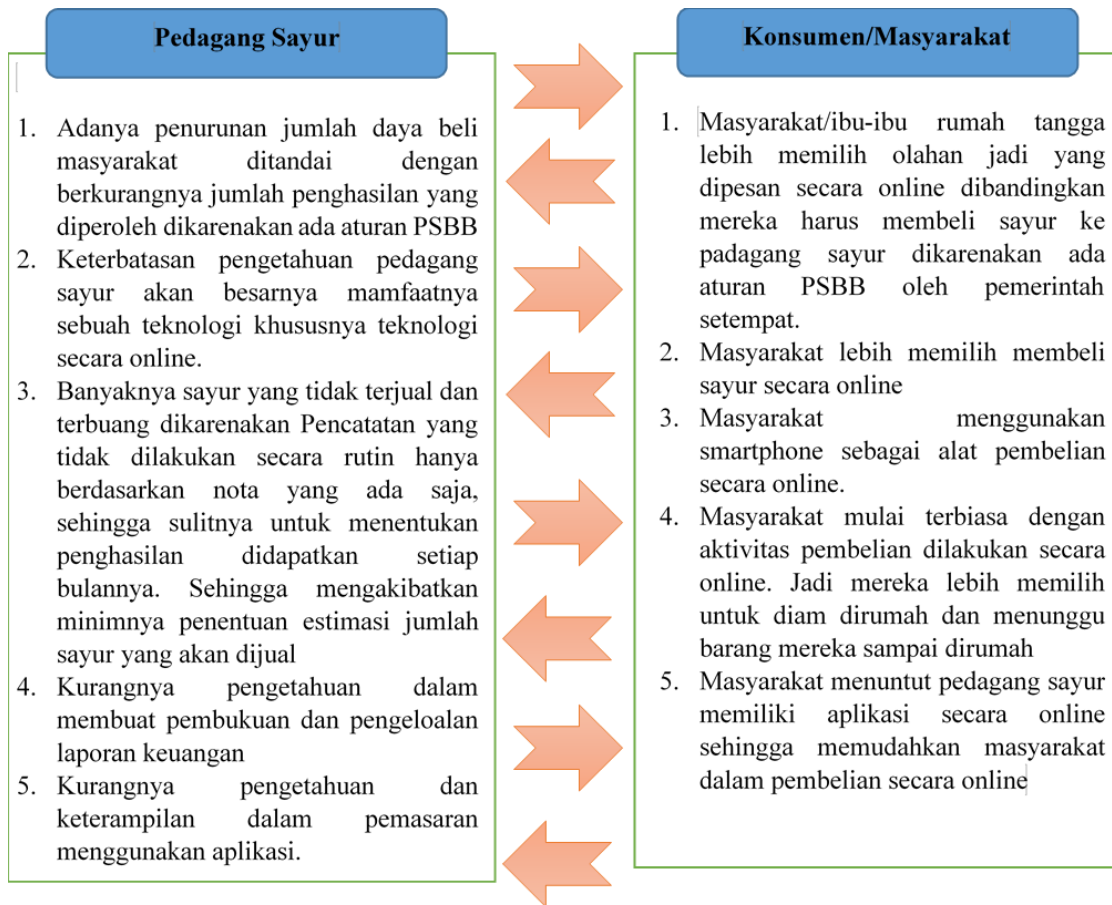 Pedagang Sayur
1. Adanya penurunan jumlah daya beli
masyarakat ditandai dengan
berkurangnya jumlah penghasilan yang
diperoleh dikarenakan ada aturan PSBB
2. Keterbatasan pengetahuan pedagang
sayur akan besarnya mamfaatnya
sebuah teknologi khususnya teknologi
secara online.
3. Banyaknya sayur yang tidak terjual dan
terbuang dikarenakan Pencatatan yang
tidak dilakukan secara rutin hanya
berdasarkan nota yang ada saja,
sehingga sulitnya untuk menentukan
penghasilan didapatkan setiap
bulannya. Sehingga mengakibatkan
minimnya penentuan estimasi jumlah
sayur yang akan dijual
4. Kurangnya pengetahuan dalam
membuat pembukuan dan pengeloalan
laporan keuangan
5. Kurangnya pengetahuan dan
keterampilan dalam pemasaran
menggunakan aplikasi.
Konsumen/Masyarakat
1. Masyarakat/ibu-ibu rumah tangga
lebih memilih olahan jadi yang
dipesan secara online dibandingkan
mereka harus membeli sayur ke
padagang sayur dikarenakan ada
aturan PSBB oleh pemerintah
setempat.
2. Masyarakat lebih memilih membeli
sayur secara online
3. Masyarakat menggunakan
smartphone sebagai alat pembelian
secara online.
4. Masyarakat mulai terbiasa dengan
aktivitas pembelian dilakukan secara
online. Jadi mereka lebih memilih
untuk diam dirumah dan menunggu
barang mereka sampai dirumah
5. Masyarakat menuntut pedagang sayur
memiliki aplikasi secara online
sehingga memudahkan masyarakat
dalam pembelian secara online